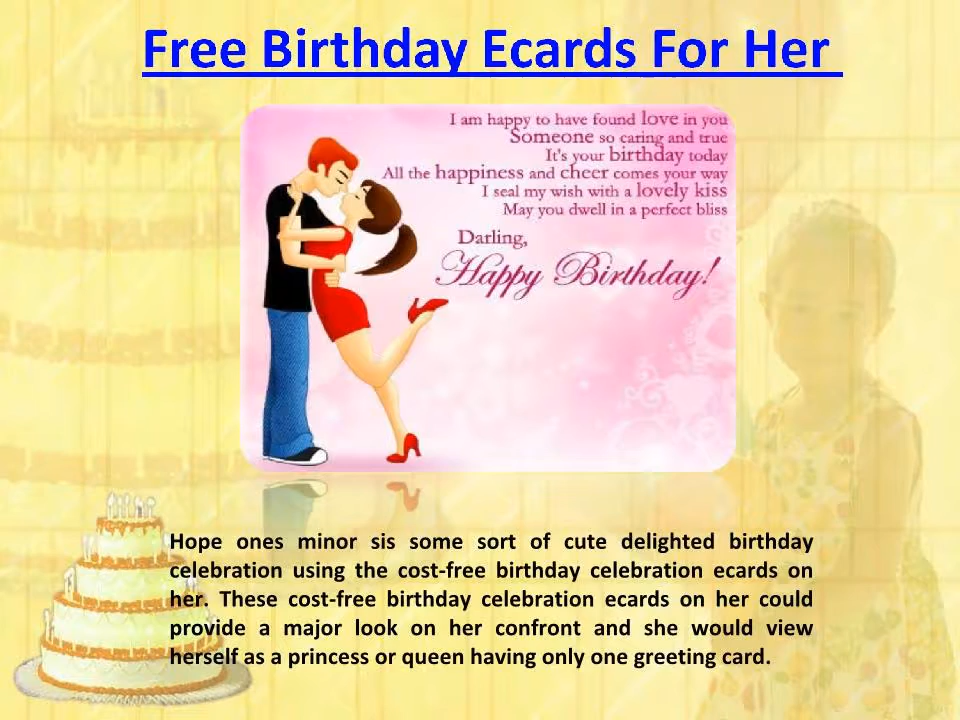 Free Birthday Ecards For Her
I am happy to have found love in you
Someone so caring and true
It's your birthday today
All the happiness and cheer comes your way
I seal my wish with a lovely kiss
May you dwell in a perfect bliss
Darling,
Happy Birthday!
Hope ones minor sis some sort of cute delighted birthday
celebration using the cost-free birthday celebration ecards on
her. These cost-free birthday celebration ecards on her could
provide a major look on her confront and she would view
herself as a princess or queen having only one greeting card.